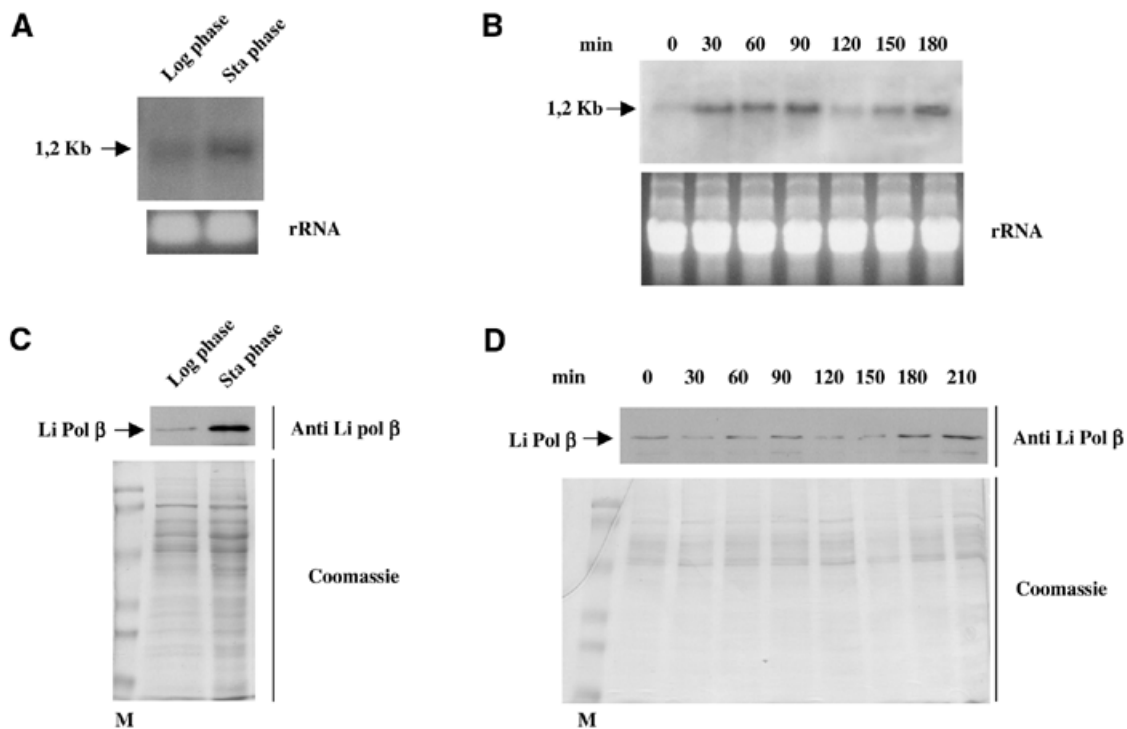 A
Log phase
Sta phase
1,2 Kb
rRNA
B
min 0 30 60 90 120 150 180
1,2 Kb
rRNA
C
Log phase
Sta phase
Li Pol β
Anti Li pol β
Coomassie
M
D
min 0 30 60 90 120 150 180 210
Li Pol β
Anti Li Pol β
Coomassie
M